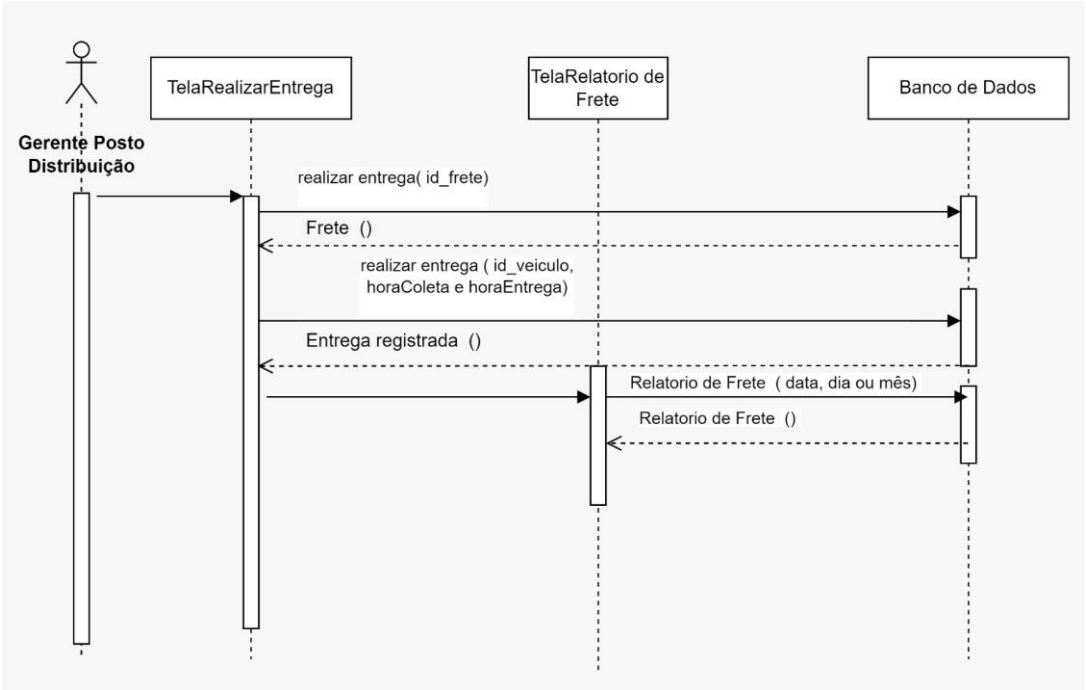 TelaRealizarEntrega
TelaRelatorio de
Frete
Banco de Dados
Gerente Posto
Distribuição
realizar entrega( id_frete)
Frete ()
realizar entrega ( id_veiculo,
horaColeta e horaEntrega)
Entrega registrada ()
Relatorio de Frete ( data, dia ou mês)
Relatorio de Frete ()